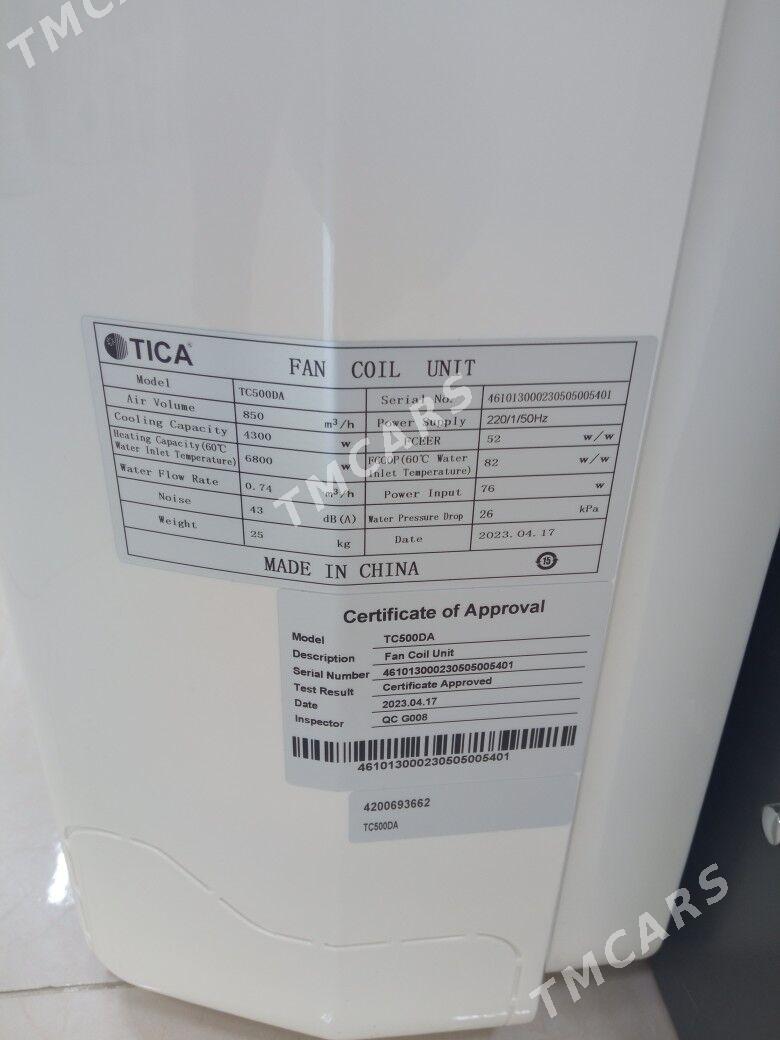 TMCARS
TICA
FAN COIL UNIT
Model TC500DA Serial No. 461013000230505005401
Air Volume 850 m³/h Power Supply 220/1/50Hz
Cooling Capacity 4300 w FCEER 52 w/w
Heating Capacity(60℃ Water Inlet Temperature) 6800 w FCCOP(60℃ Water Inlet Temperature) 82 w/w
Water Flow Rate 0.74 m³/h Power Input 76 w
Noise 43 dB(A) Water Pressure Drop 26 kPa
Weight 25 kg Date 2023.04.17
MADE IN CHINA 15
TMCARS
Certificate of Approval
Model TC500DA
Description Fan Coil Unit
Serial Number 461013000230505005401
Test Result Certificate Approved
Date 2023.04.17
Inspector QC G008
461013000230505005401
4200693662
TC500DA
TMCARS